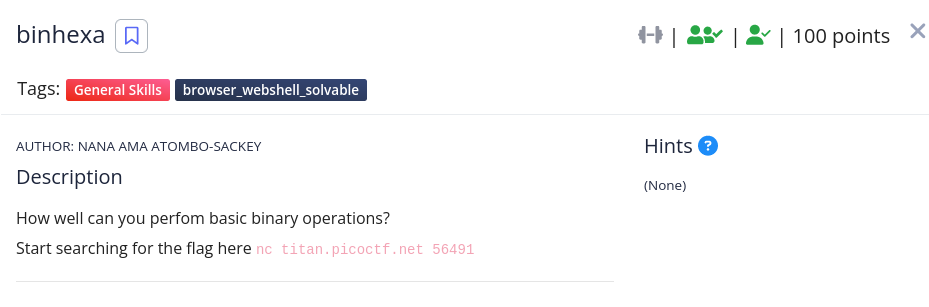 binhexa
| | | 100 points
Tags: General Skills browser_webshell_solvable
AUTHOR: NANA AMA ATOMBO-SACKEY
Description
How well can you perfom basic binary operations?
Start searching for the flag here nc titan.picoctf.net 56491
Hints ?
(None)